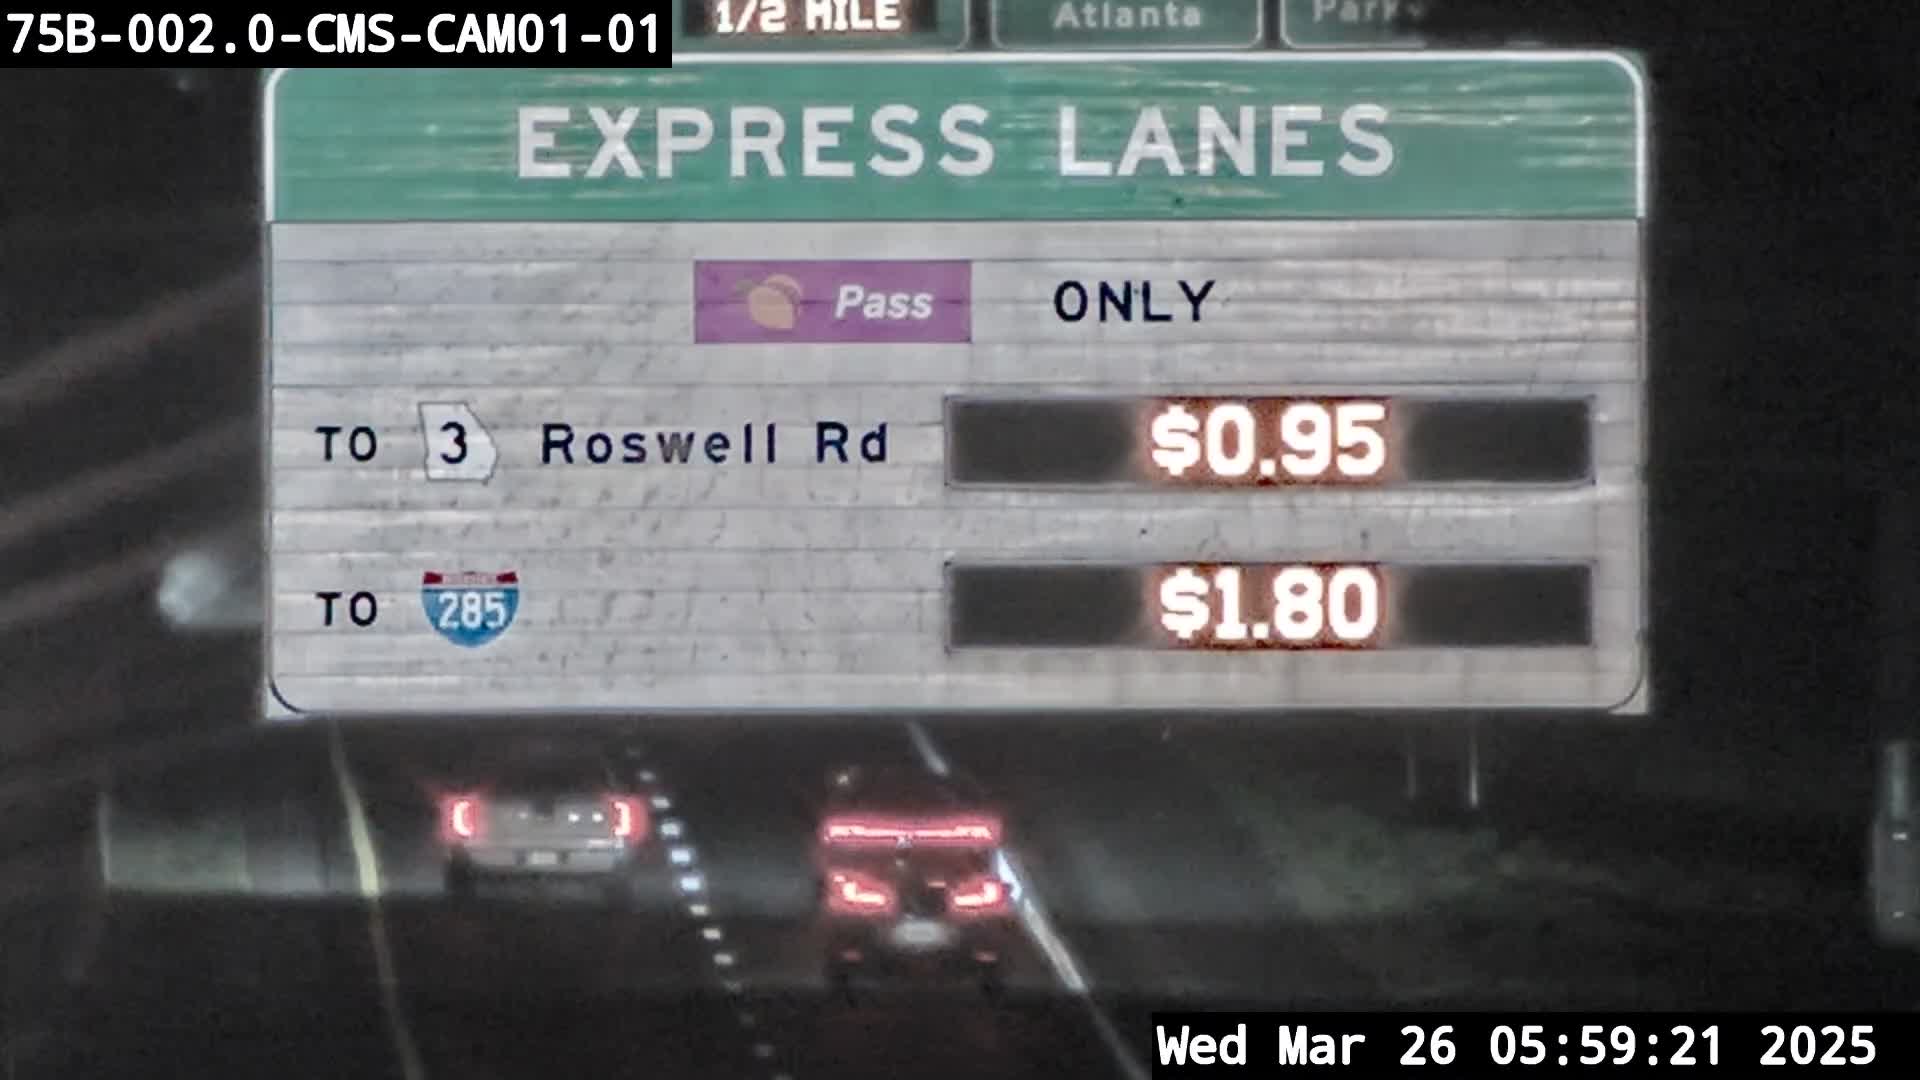 75B-002.0-CMS-CAM01-01
1/2 MILE
Atlanta
EXPRESS LANES
Pass ONLY
TO 3 Roswell Rd $0.95
TO 285 $1.80
Wed Mar 26 05:59:21 2025